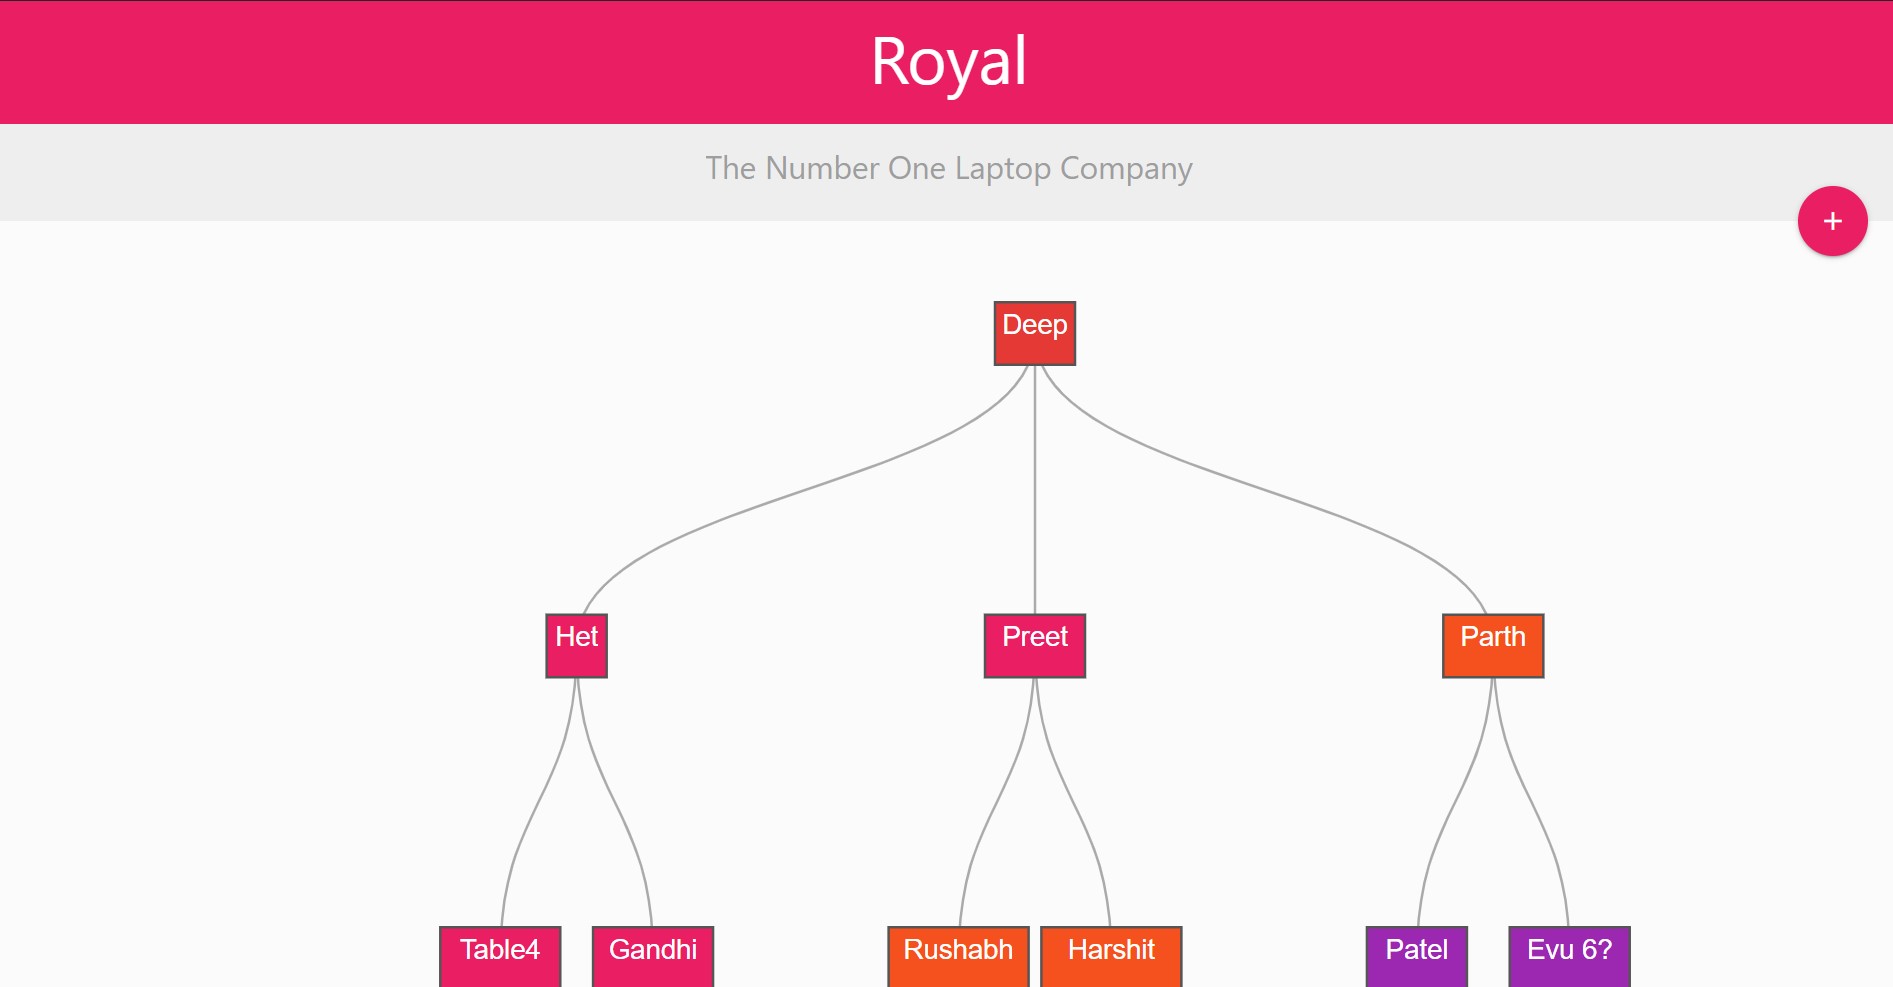 Royal
The Number One Laptop Company
+
Deep
Het
Preet
Parth
Table4
Gandhi
Rushabh
Harshit
Patel
Evu 6?